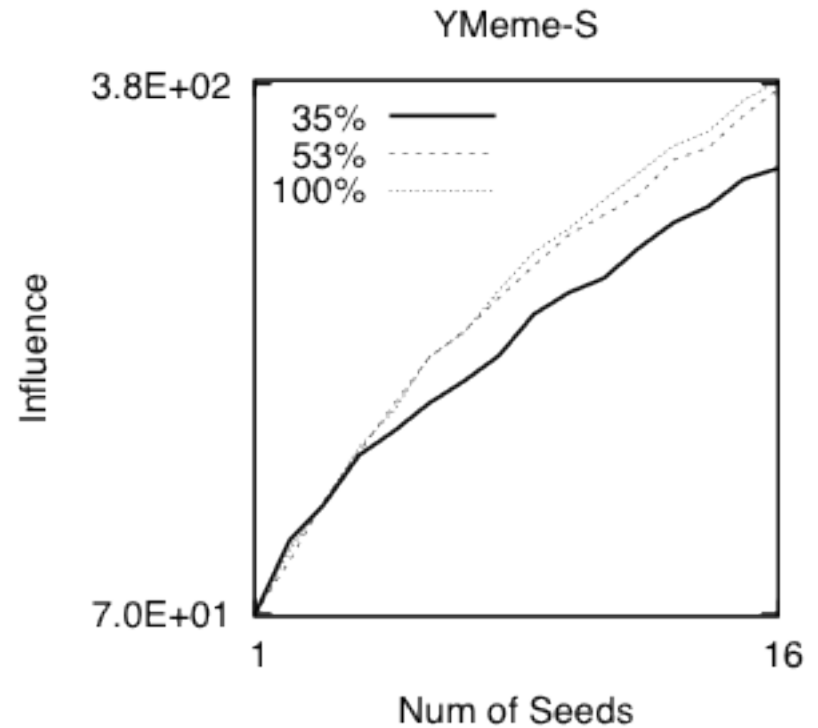 YMeme-S
3.8E+02
35%
53%
100%
Influence
7.0E+01
1 16
Num of Seeds